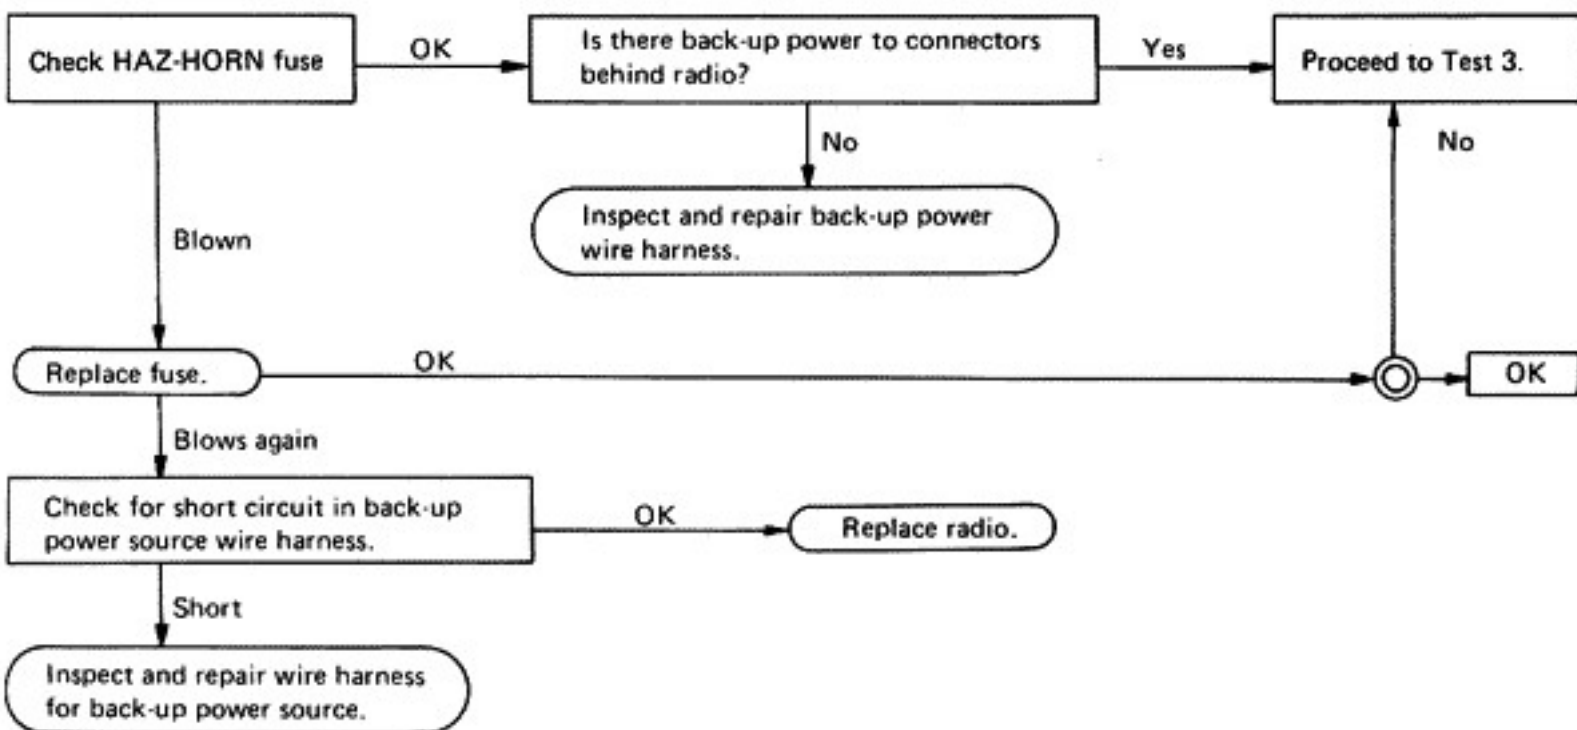 Check HAZ-HORN fuse
OK
Is there back-up power to connectors
behind radio?
Yes
Proceed to Test 3.
No
No
Inspect and repair back-up power
wire harness.
Blown
Replace fuse.
OK
OK
Blows again
Check for short circuit in back-up
power source wire harness.
OK
Replace radio.
Short
Inspect and repair wire harness
for back-up power source.